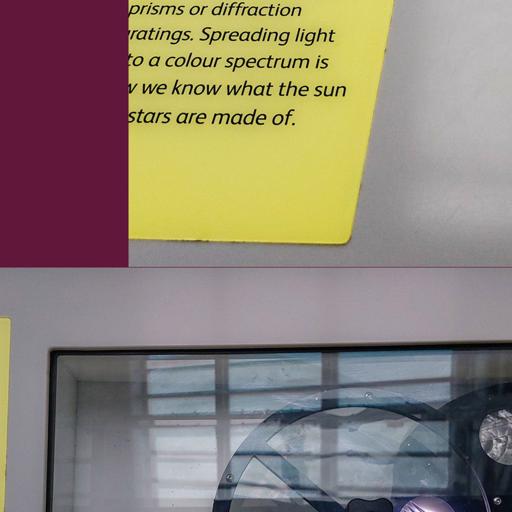 prisms or diffraction
gratings. Spreading light
to a colour spectrum is
we know what the sun
stars are made of.